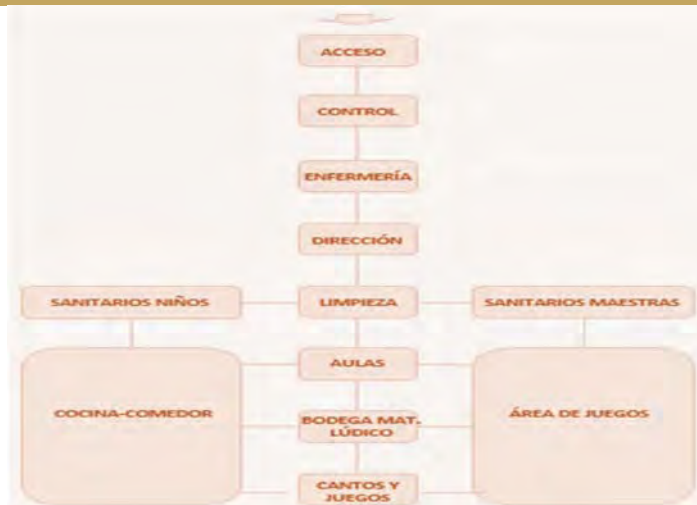 ACCESO
CONTROL
ENFERMERÍA
DIRECCIÓN
SANITARIOS NIÑOS
LIMPIEZA
SANITARIOS MAESTRAS
AULAS
COCINA-COMEDOR
ÁREA DE JUEGOS
BODEGA MAT.
LÚDICO
CANTOS Y
JUEGOS